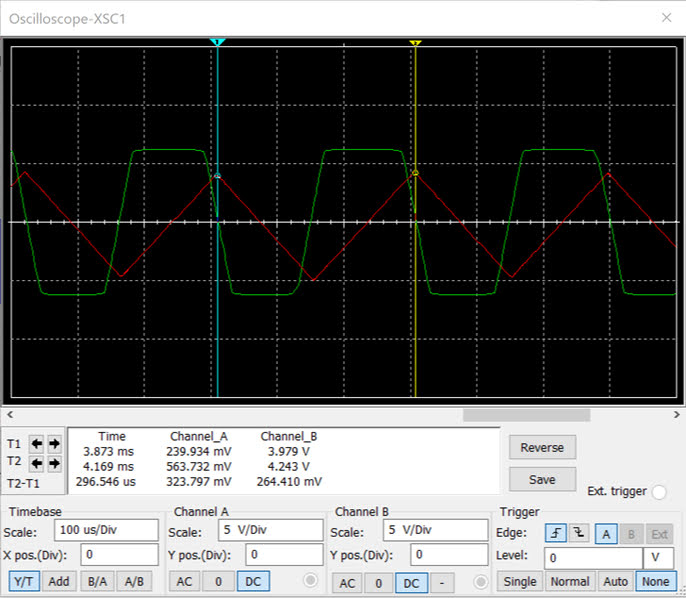 Oscilloscope-XSC1
1
2
Time Channel_A Channel_B
T1 3.873 ms 239.934 mV 3.979 V
T2 4.169 ms 563.732 mV 4.243 V
T2-T1 296.546 us 323.797 mV 264.410 mV
Reverse
Save
Ext. trigger
Timebase Channel A Channel B Trigger
Scale: 100 us/Div Scale: 5 V/Div Scale: 5 V/Div Edge: A B Ext
X pos.(Div): 0 Y pos.(Div): 0 Y pos.(Div): 0 Level: 0 V
Y/T Add B/A A/B AC 0 DC AC 0 DC - Single Normal Auto None